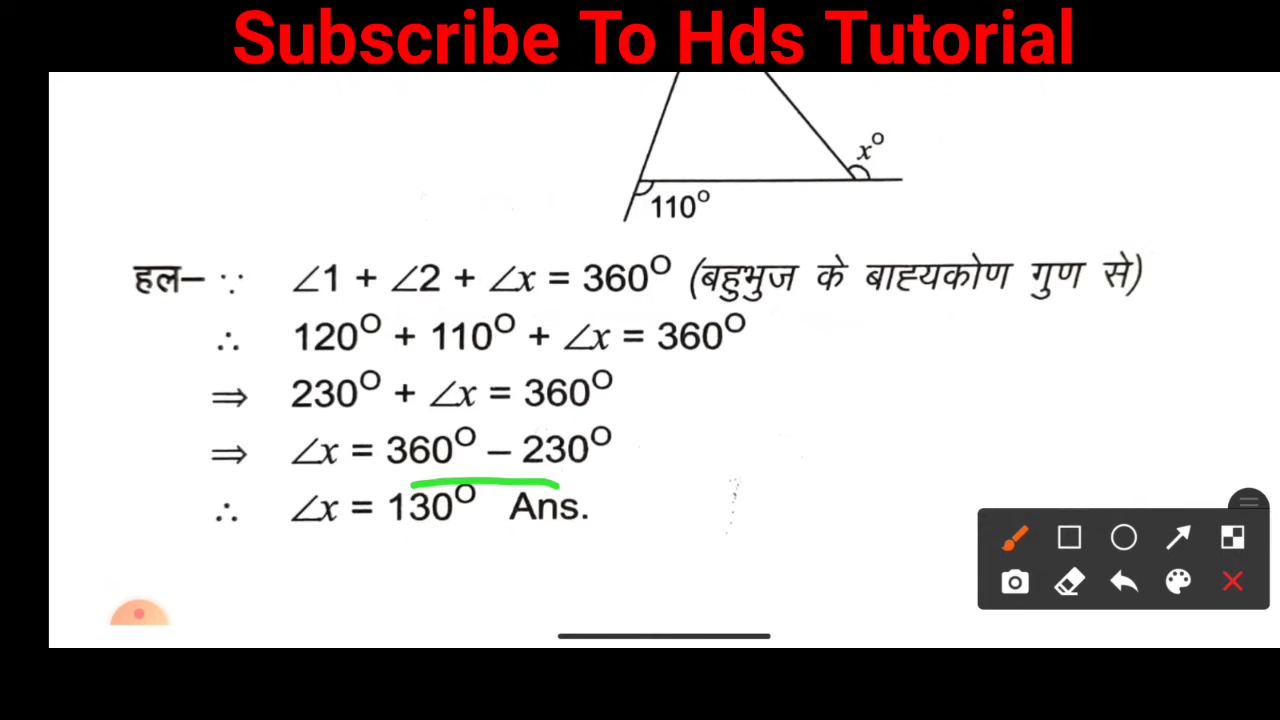 Subscribe To Hds Tutorial
x°
110°
हल– ∵ ∠1 + ∠2 + ∠x = 360° (बहुभुज के बाह्यकोण गुण से)
∴ 120° + 110° + ∠x = 360°
⇒ 230° + ∠x = 360°
⇒ ∠x = 360° – 230°
∴ ∠x = 130° Ans.